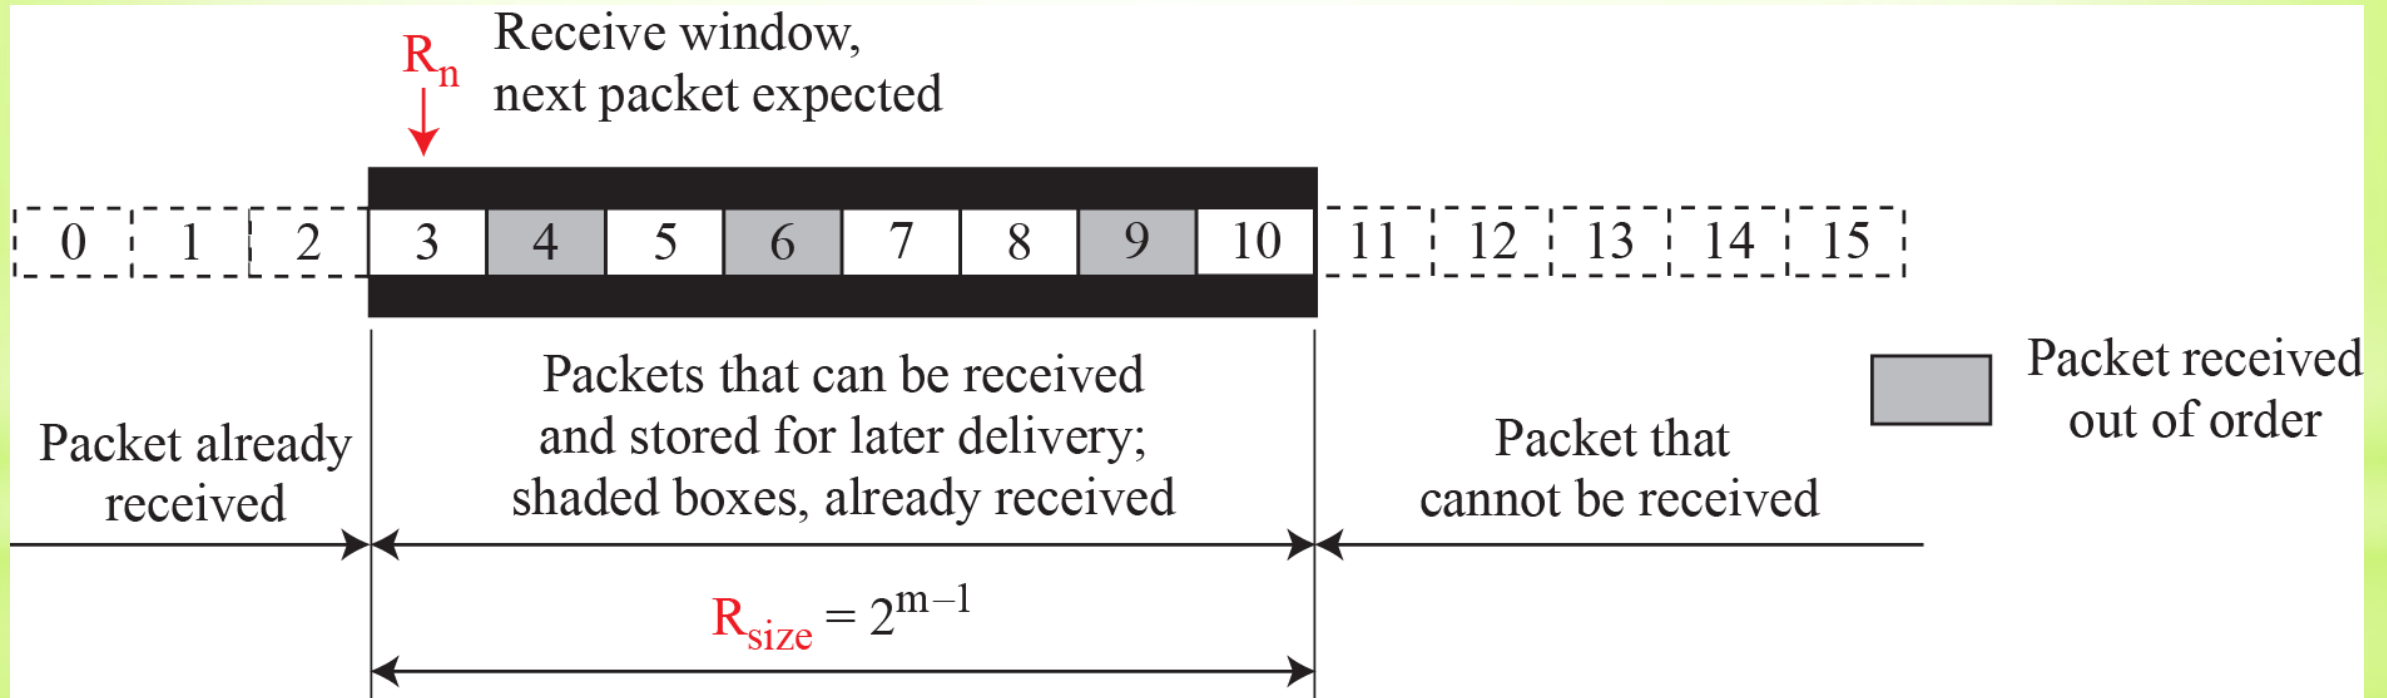 Rn
Receive window,
next packet expected
0 1 2 3 4 5 6 7 8 9 10 11 12 13 14 15
Packet already
received
Packets that can be received
and stored for later delivery;
shaded boxes, already received
Packet that
cannot be received
Packet received
out of order
Rsize = 2^m–1